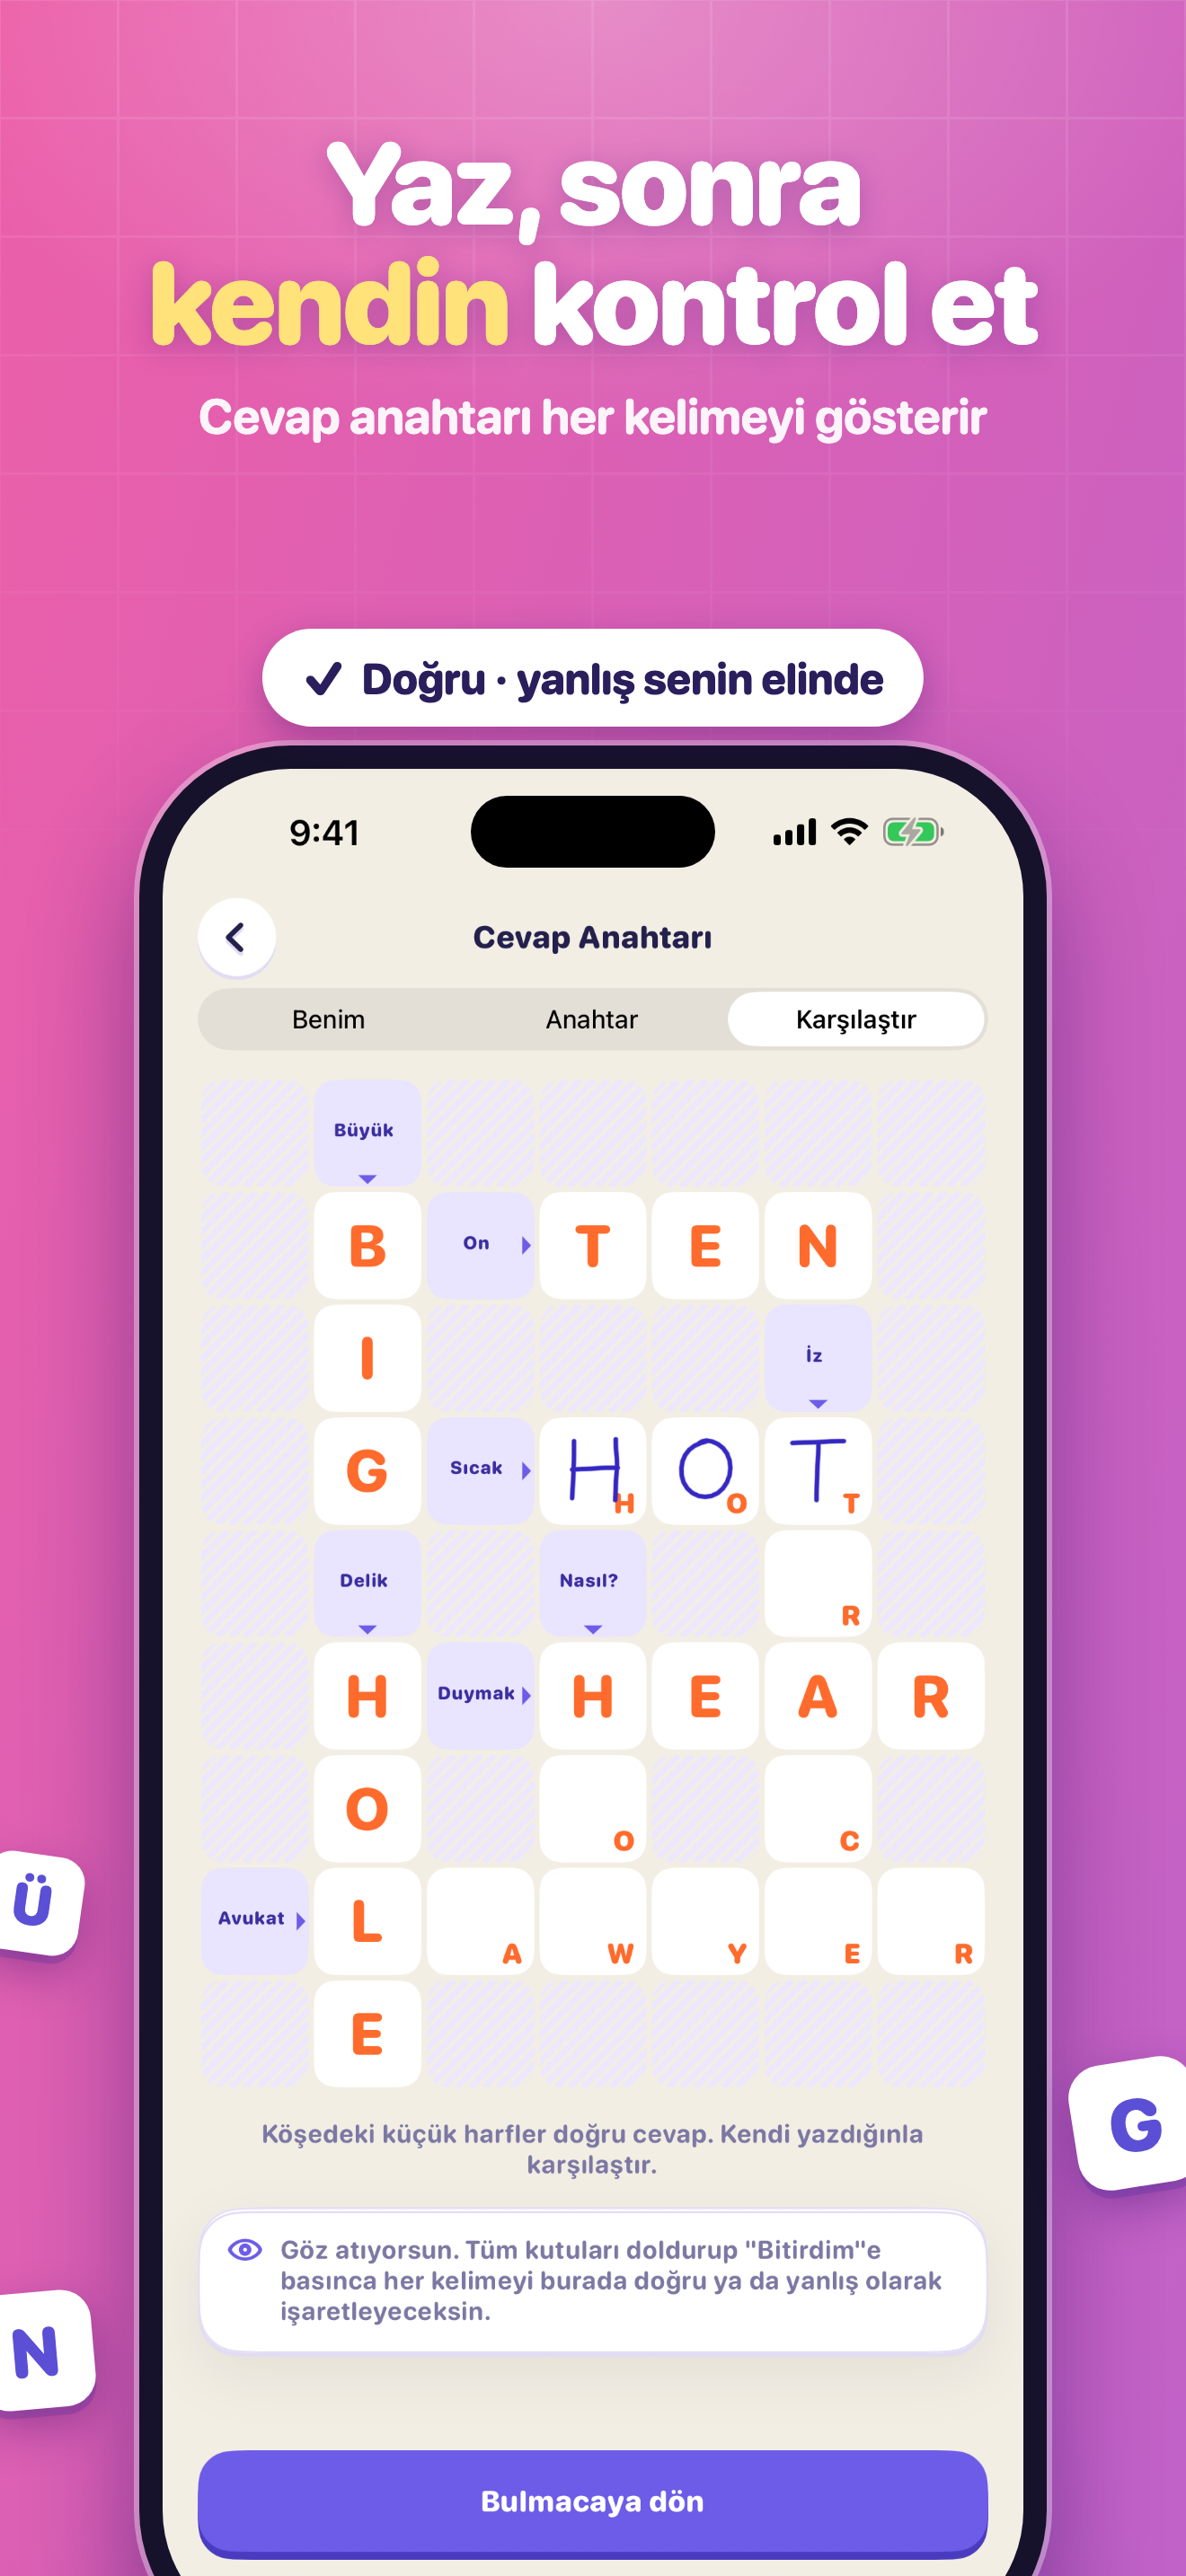 Yaz, sonra
kendin kontrol et
Cevap anahtarı her kelimeyi gösterir
✓ Doğru · yanlış senin elinde
9:41
Cevap Anahtarı
Benim Anahtar Karşılaştır
Büyük
B On T E N
I İz
G Sıcak H H O O T T
Delik Nasıl? R
H Duymak H E A R
O O C
Avukat L A W Y E R
E
Ü
G
N
Köşedeki küçük harfler doğru cevap. Kendi yazdığınla
karşılaştır.
Göz atıyorsun. Tüm kutuları doldurup "Bitirdim"e
basınca her kelimeyi burada doğru ya da yanlış olarak
işaretleyeceksin.
Bulmacaya dön